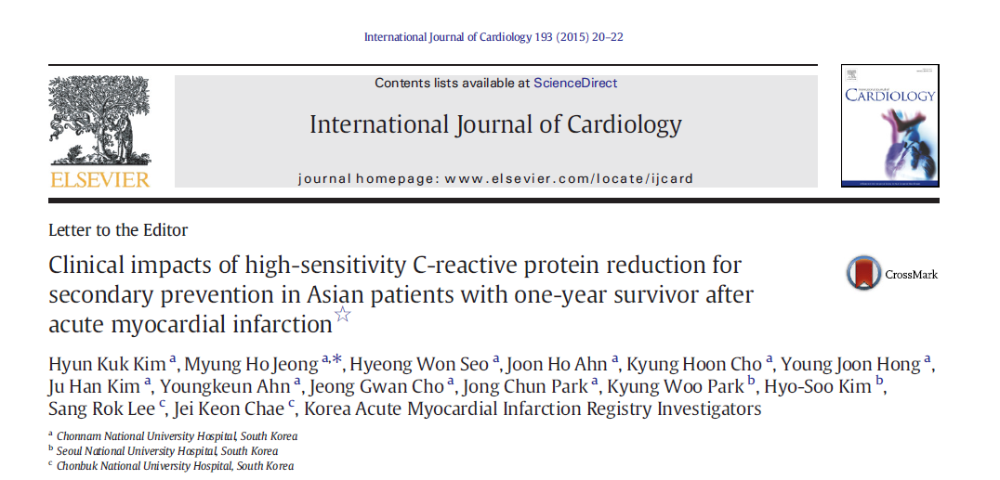 International Journal of Cardiology 193 (2015) 20–22
Contents lists available at ScienceDirect
International Journal of Cardiology
journal homepage: www.elsevier.com/locate/ijcard
ELSEVIER
CARDIOLOGY
Letter to the Editor
Clinical impacts of high-sensitivity C-reactive protein reduction for
secondary prevention in Asian patients with one-year survivor after
acute myocardial infarction☆
CrossMark
Hyun Kuk Kim a, Myung Ho Jeong a,*, Hyeong Won Seo a, Joon Ho Ahn a, Kyung Hoon Cho a, Young Joon Hong a,
Ju Han Kim a, Youngkeun Ahn a, Jeong Gwan Cho a, Jong Chun Park a, Kyung Woo Park b, Hyo-Soo Kim b,
Sang Rok Lee c, Jei Keon Chae c, Korea Acute Myocardial Infarction Registry Investigators
a Chonnam National University Hospital, South Korea
b Seoul National University Hospital, South Korea
c Chonbuk National University Hospital, South Korea